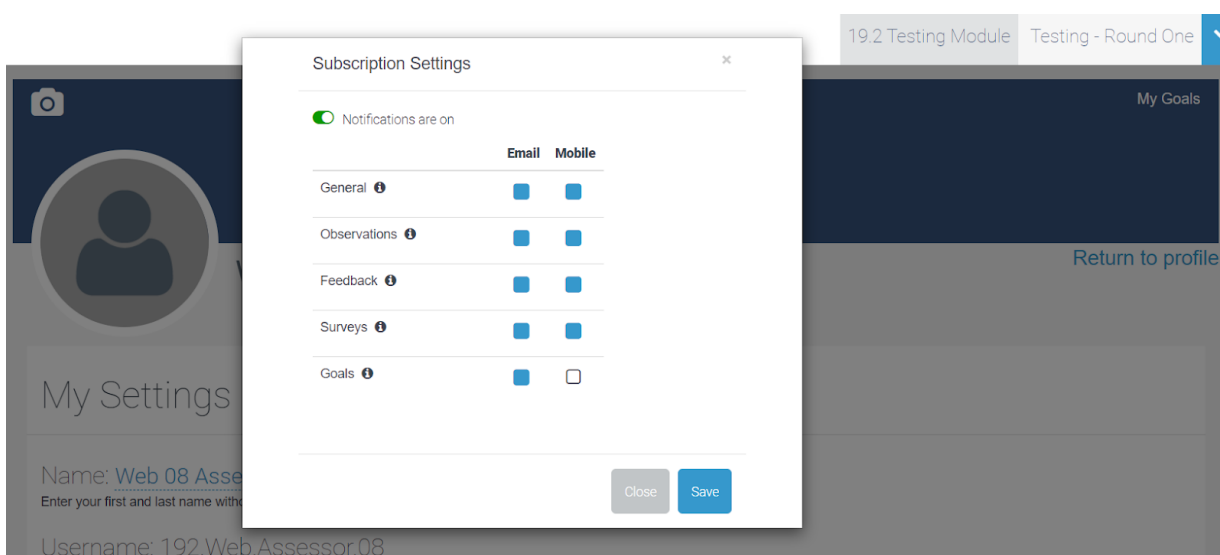 19.2 Testing Module Testing - Round One
Subscription Settings ×
My Goals
Notifications are on
Email Mobile
General
Observations
Return to profile
Feedback
Surveys
Goals
My Settings
Name: Web 08 Asse
Close Save
Enter your first and last name witho
Username: 192.Web.Assessor.08